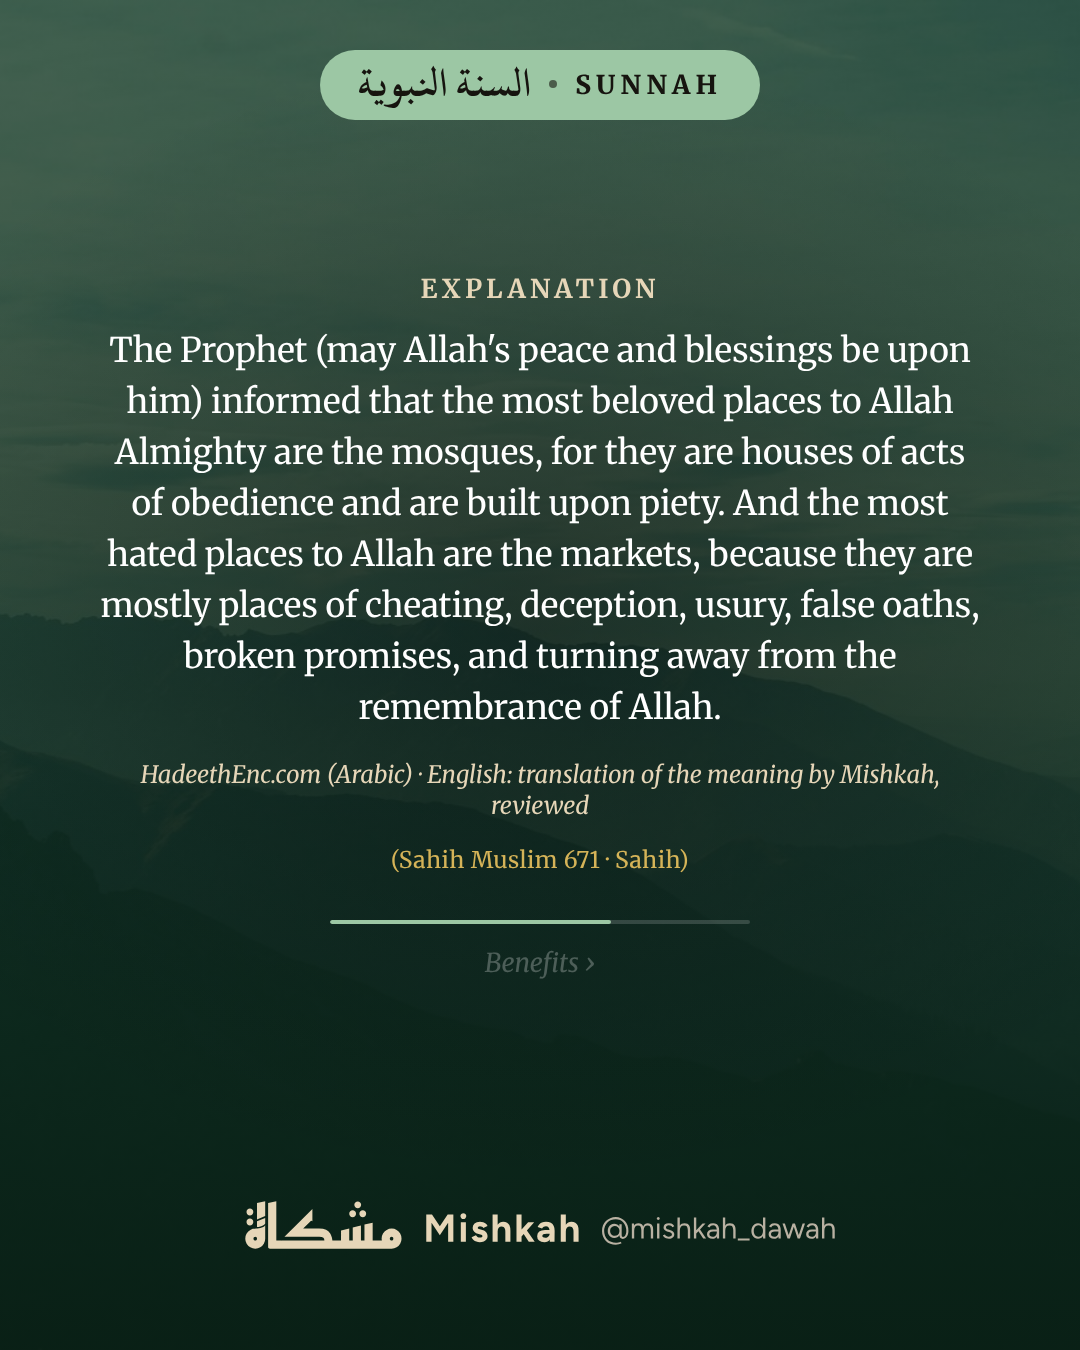 السنة النبوية • SUNNAH
EXPLANATION
The Prophet (may Allah's peace and blessings be upon
him) informed that the most beloved places to Allah
Almighty are the mosques, for they are houses of acts
of obedience and are built upon piety. And the most
hated places to Allah are the markets, because they are
mostly places of cheating, deception, usury, false oaths,
broken promises, and turning away from the
remembrance of Allah.
HadeethEnc.com (Arabic) · English: translation of the meaning by Mishkah,
reviewed
(Sahih Muslim 671 · Sahih)
Benefits ›
مشكاة Mishkah @mishkah_dawah